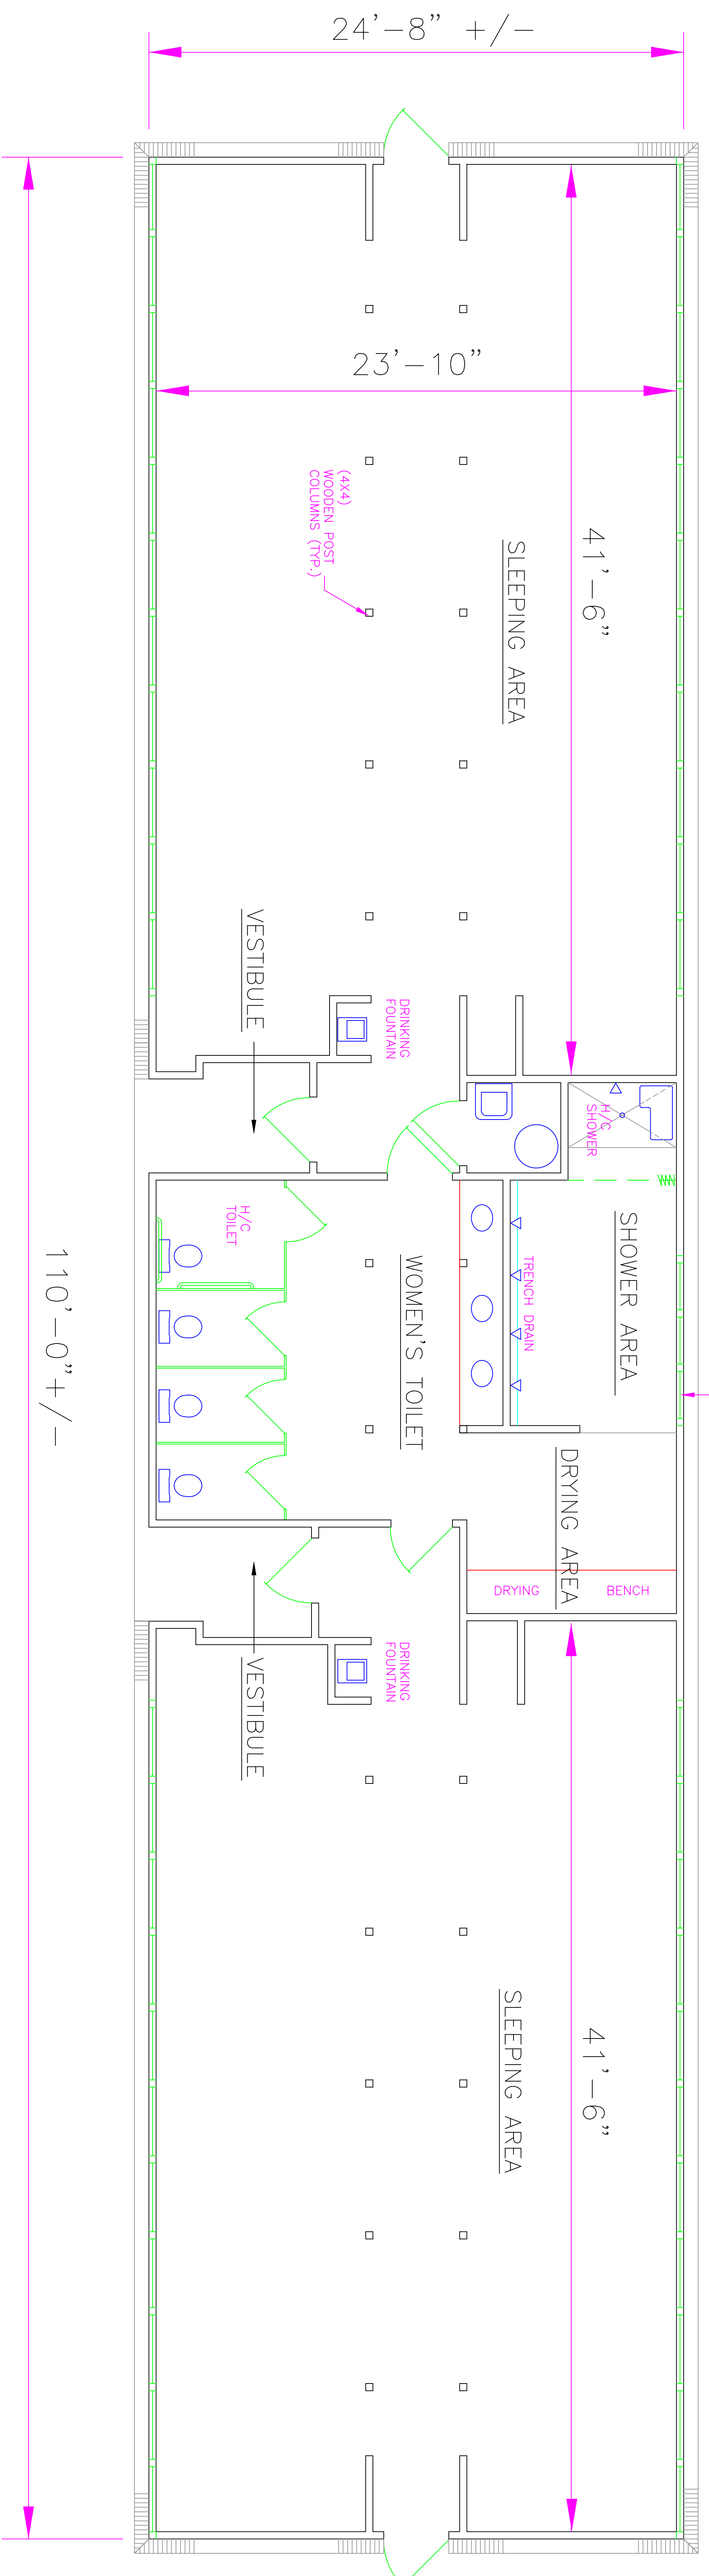 24'-8" +/-
23'-10"
41'-6"
SLEEPING AREA
(4X4)
WOODEN POST
COLUMNS (TYP.)
VESTIBULE
DRINKING
FOUNTAIN
H/C
SHOWER
SHOWER AREA
TRENCH DRAIN
H/C
TOILET
WOMEN'S TOILET
110'-0"+/-
DRYING AREA
DRYING BENCH
DRINKING
FOUNTAIN
VESTIBULE
41'-6"
SLEEPING AREA